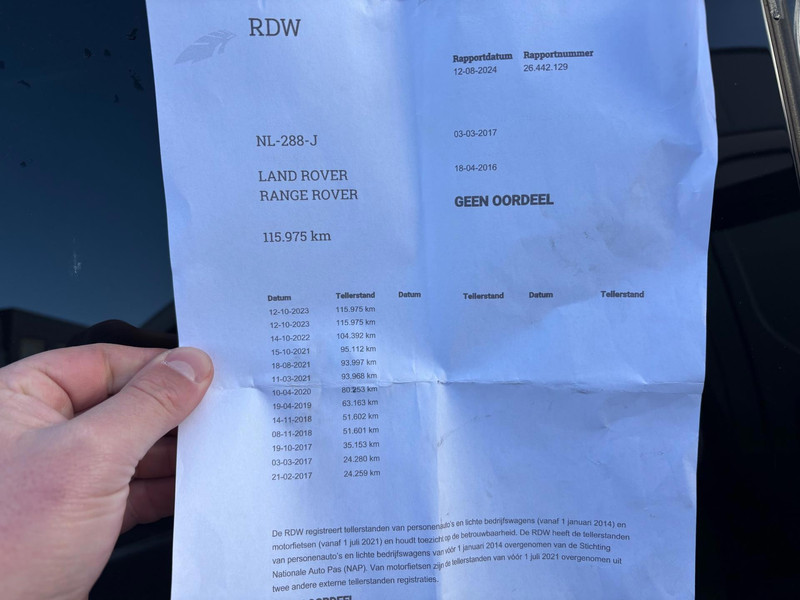 RDW
Rapportdatum Rapportnummer
12-08-2024 26.442.129
NL-288-J
03-03-2017
LAND ROVER
18-04-2016
RANGE ROVER
GEEN OORDEEL
115.975 km
Datum Tellerstand Datum Tellerstand Datum Tellerstand
12-10-2023 115.975 km
12-10-2023 115.975 km
14-10-2022 104.392 km
15-10-2021 95.112 km
18-08-2021 93.997 km
11-03-2021 93.968 km
10-04-2020 80.253 km
19-04-2019 63.163 km
14-11-2018 51.602 km
08-11-2018 51.601 km
19-10-2017 35.153 km
03-03-2017 24.280 km
21-02-2017 24.259 km
De RDW registreert tellerstanden van personenauto's en lichte bedrijfswagens (vanaf 1 januari 2014) en
motorfietsen (vanaf 1 juli 2021) en houdt toezicht op de betrouwbaarheid. De RDW heeft de tellerstanden
van personenauto's en lichte bedrijfswagens van vóór 1 januari 2014 overgenomen van de Stichting
Nationale Auto Pas (NAP). Van motorfietsen zijn de tellerstanden van vóór 1 juli 2021 overgenomen uit
twee andere externe tellerstanden registraties.
OORDEEL